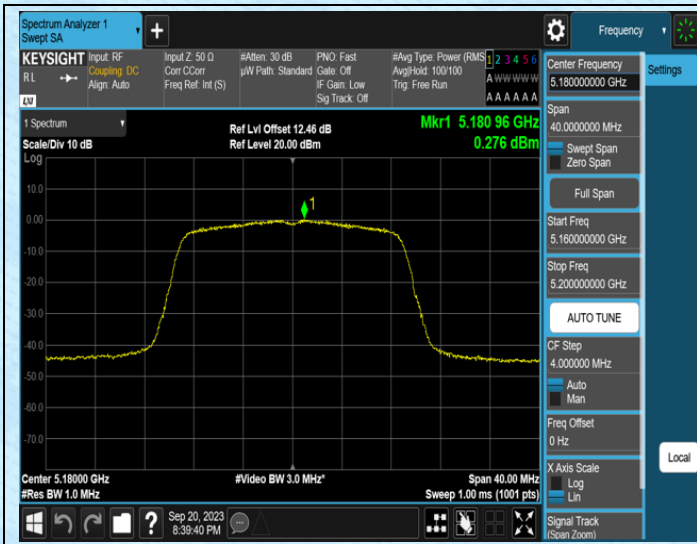 Spectrum Analyzer 1
Swept SA
+
Frequency
KEYSIGHT
RL
LXI
Input: RF
Coupling: DC
Align: Auto
Input Z: 50 Ω
Corr CCorr
Freq Ref: Int (S)
#Atten: 30 dB
µW Path: Standard
PNO: Fast
Gate: Off
IF Gain: Low
Sig Track: Off
#Avg Type: Power (RMS
Avg|Hold: 100/100
Trig: Free Run
1 2 3 4 5 6
A W W W W W
A A A A A A
1 Spectrum
Scale/Div 10 dB
Ref Lvl Offset 12.46 dB
Ref Level 20.00 dBm
Mkr1 5.180 96 GHz
0.276 dBm
Log
10.0
0.00
-10.0
-20.0
-30.0
-40.0
-50.0
-60.0
-70.0
1
Center 5.18000 GHz
#Res BW 1.0 MHz
#Video BW 3.0 MHz*
Span 40.00 MHz
Sweep 1.00 ms (1001 pts)
?
Sep 20, 2023
8:39:40 PM
Center Frequency
5.180000000 GHz
Span
40.0000000 MHz
Swept Span
Zero Span
Full Span
Start Freq
5.160000000 GHz
Stop Freq
5.200000000 GHz
AUTO TUNE
CF Step
4.000000 MHz
Auto
Man
Freq Offset
0 Hz
X Axis Scale
Log
Lin
Signal Track
(Span Zoom)
Settings
Local